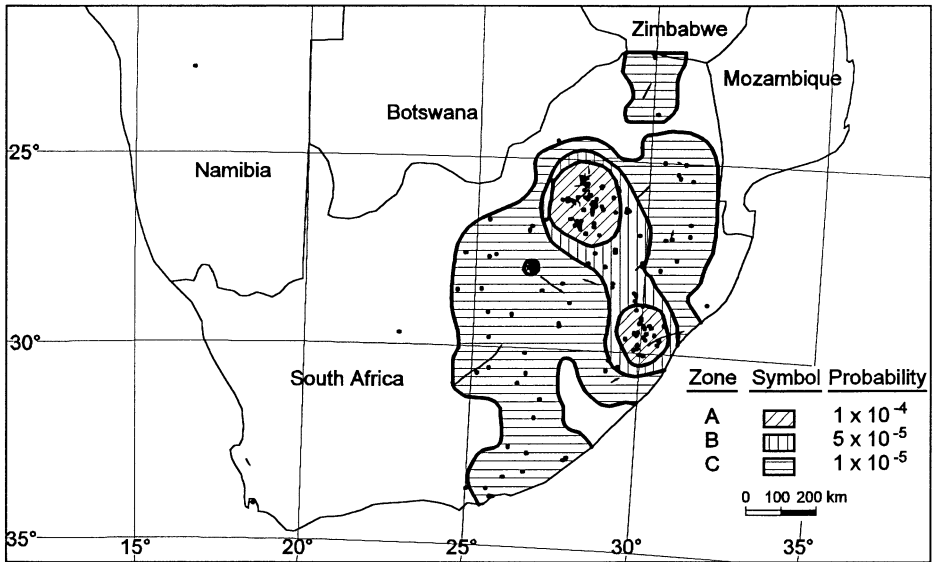 Zimbabwe
Mozambique
Botswana
25°
Namibia
30°
South Africa
Zone Symbol Probability
A 1 x 10⁻⁴
B 5 x 10⁻⁵
C 1 x 10⁻⁵
0 100 200 km
35°
15° 20° 25° 30° 35°